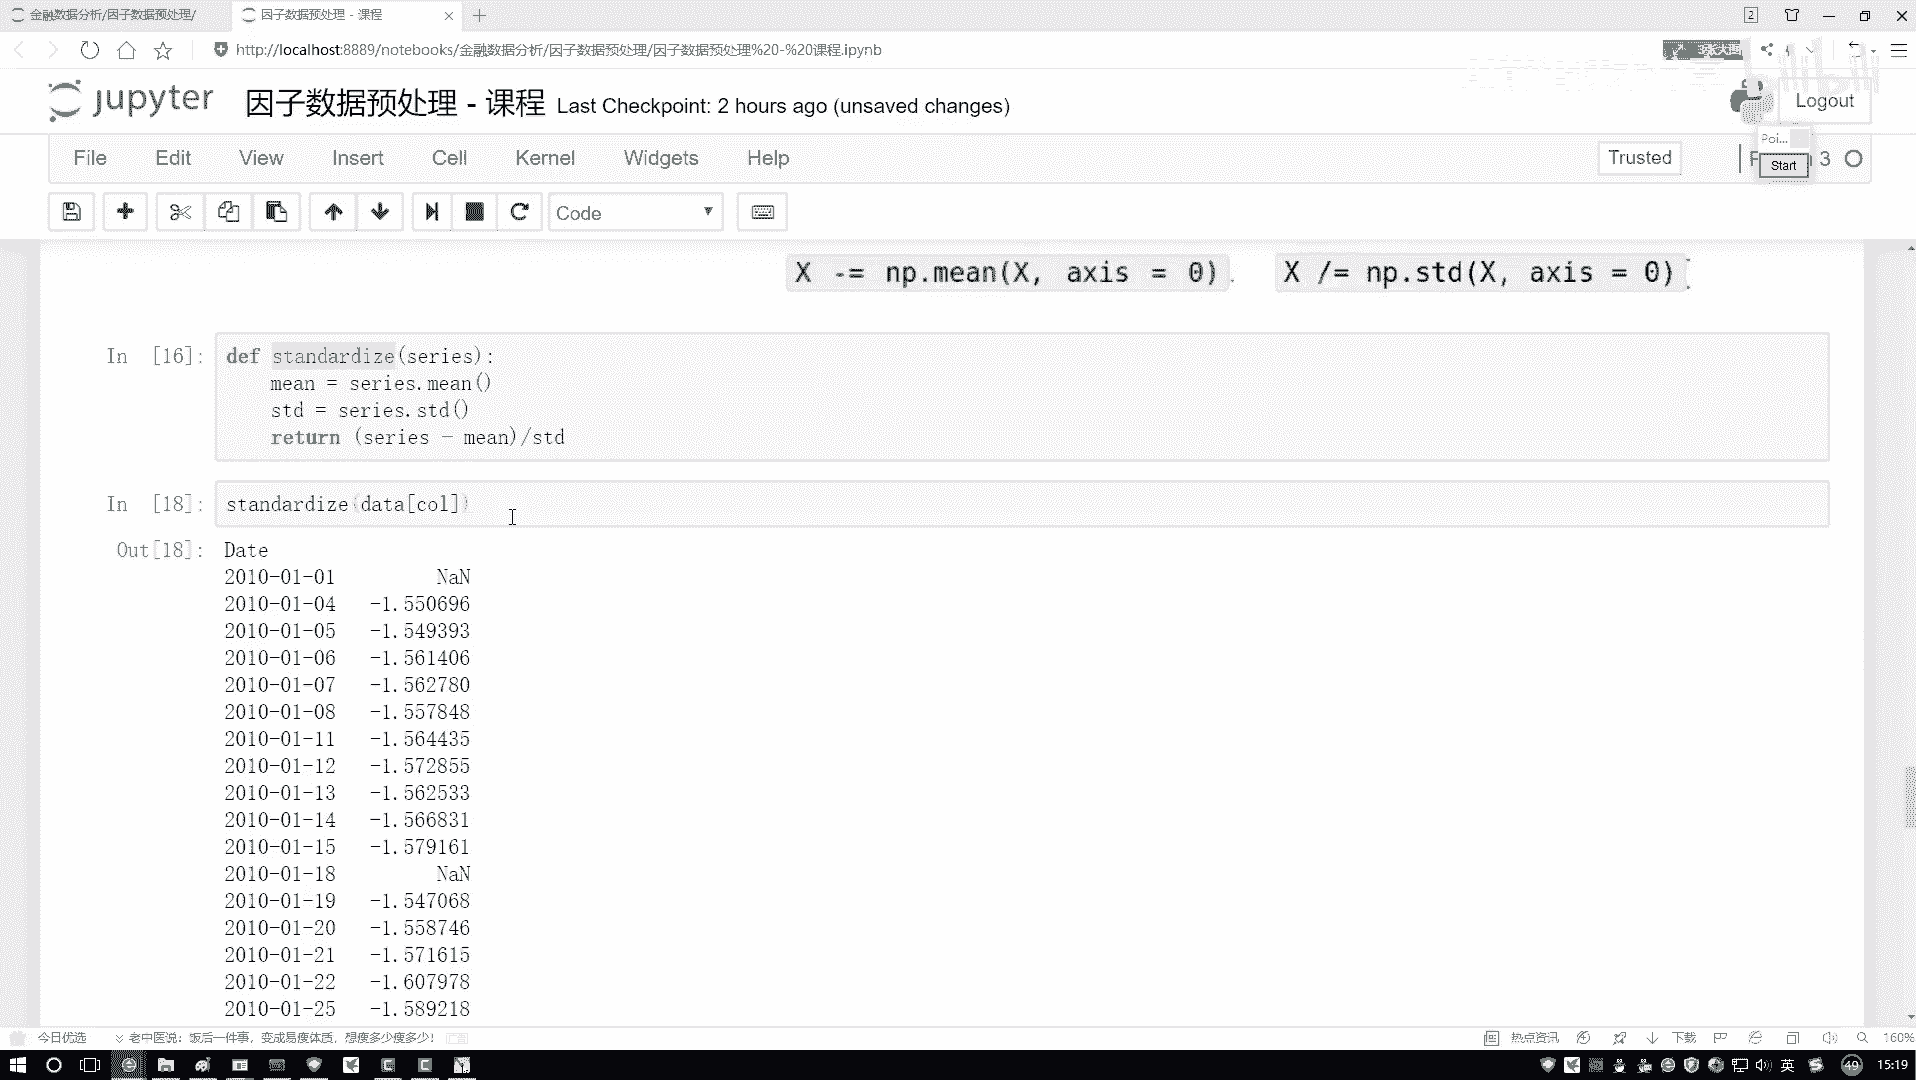 金融数据分析/因子数据预处理/
因子数据预处理 - 课程
2
http://localhost:8889/notebooks/金融数据分析/因子数据预处理/因子数据预处理%20-%20课程.ipynb
jupyter 因子数据预处理 - 课程 Last Checkpoint: 2 hours ago (unsaved changes)
Logout
File Edit View Insert Cell Kernel Widgets Help
Trusted
3
Poi...
Start
Code
X -= np.mean(X, axis = 0). X /= np.std(X, axis = 0).
In [16]: def standardize(series):
mean = series.mean()
std = series.std()
return (series - mean)/std
In [18]: standardize(data[col])
Out[18]: Date
2010-01-01 NaN
2010-01-04 -1.550696
2010-01-05 -1.549393
2010-01-06 -1.561406
2010-01-07 -1.562780
2010-01-08 -1.557848
2010-01-11 -1.564435
2010-01-12 -1.572855
2010-01-13 -1.562533
2010-01-14 -1.566831
2010-01-15 -1.579161
2010-01-18 NaN
2010-01-19 -1.547068
2010-01-20 -1.558746
2010-01-21 -1.571615
2010-01-22 -1.607978
2010-01-25 -1.589218
今日优选 老中医说：饭后一件事，变成易瘦体质，想瘦多少瘦多少！
热点资讯 下载 160%
英 49 15:19